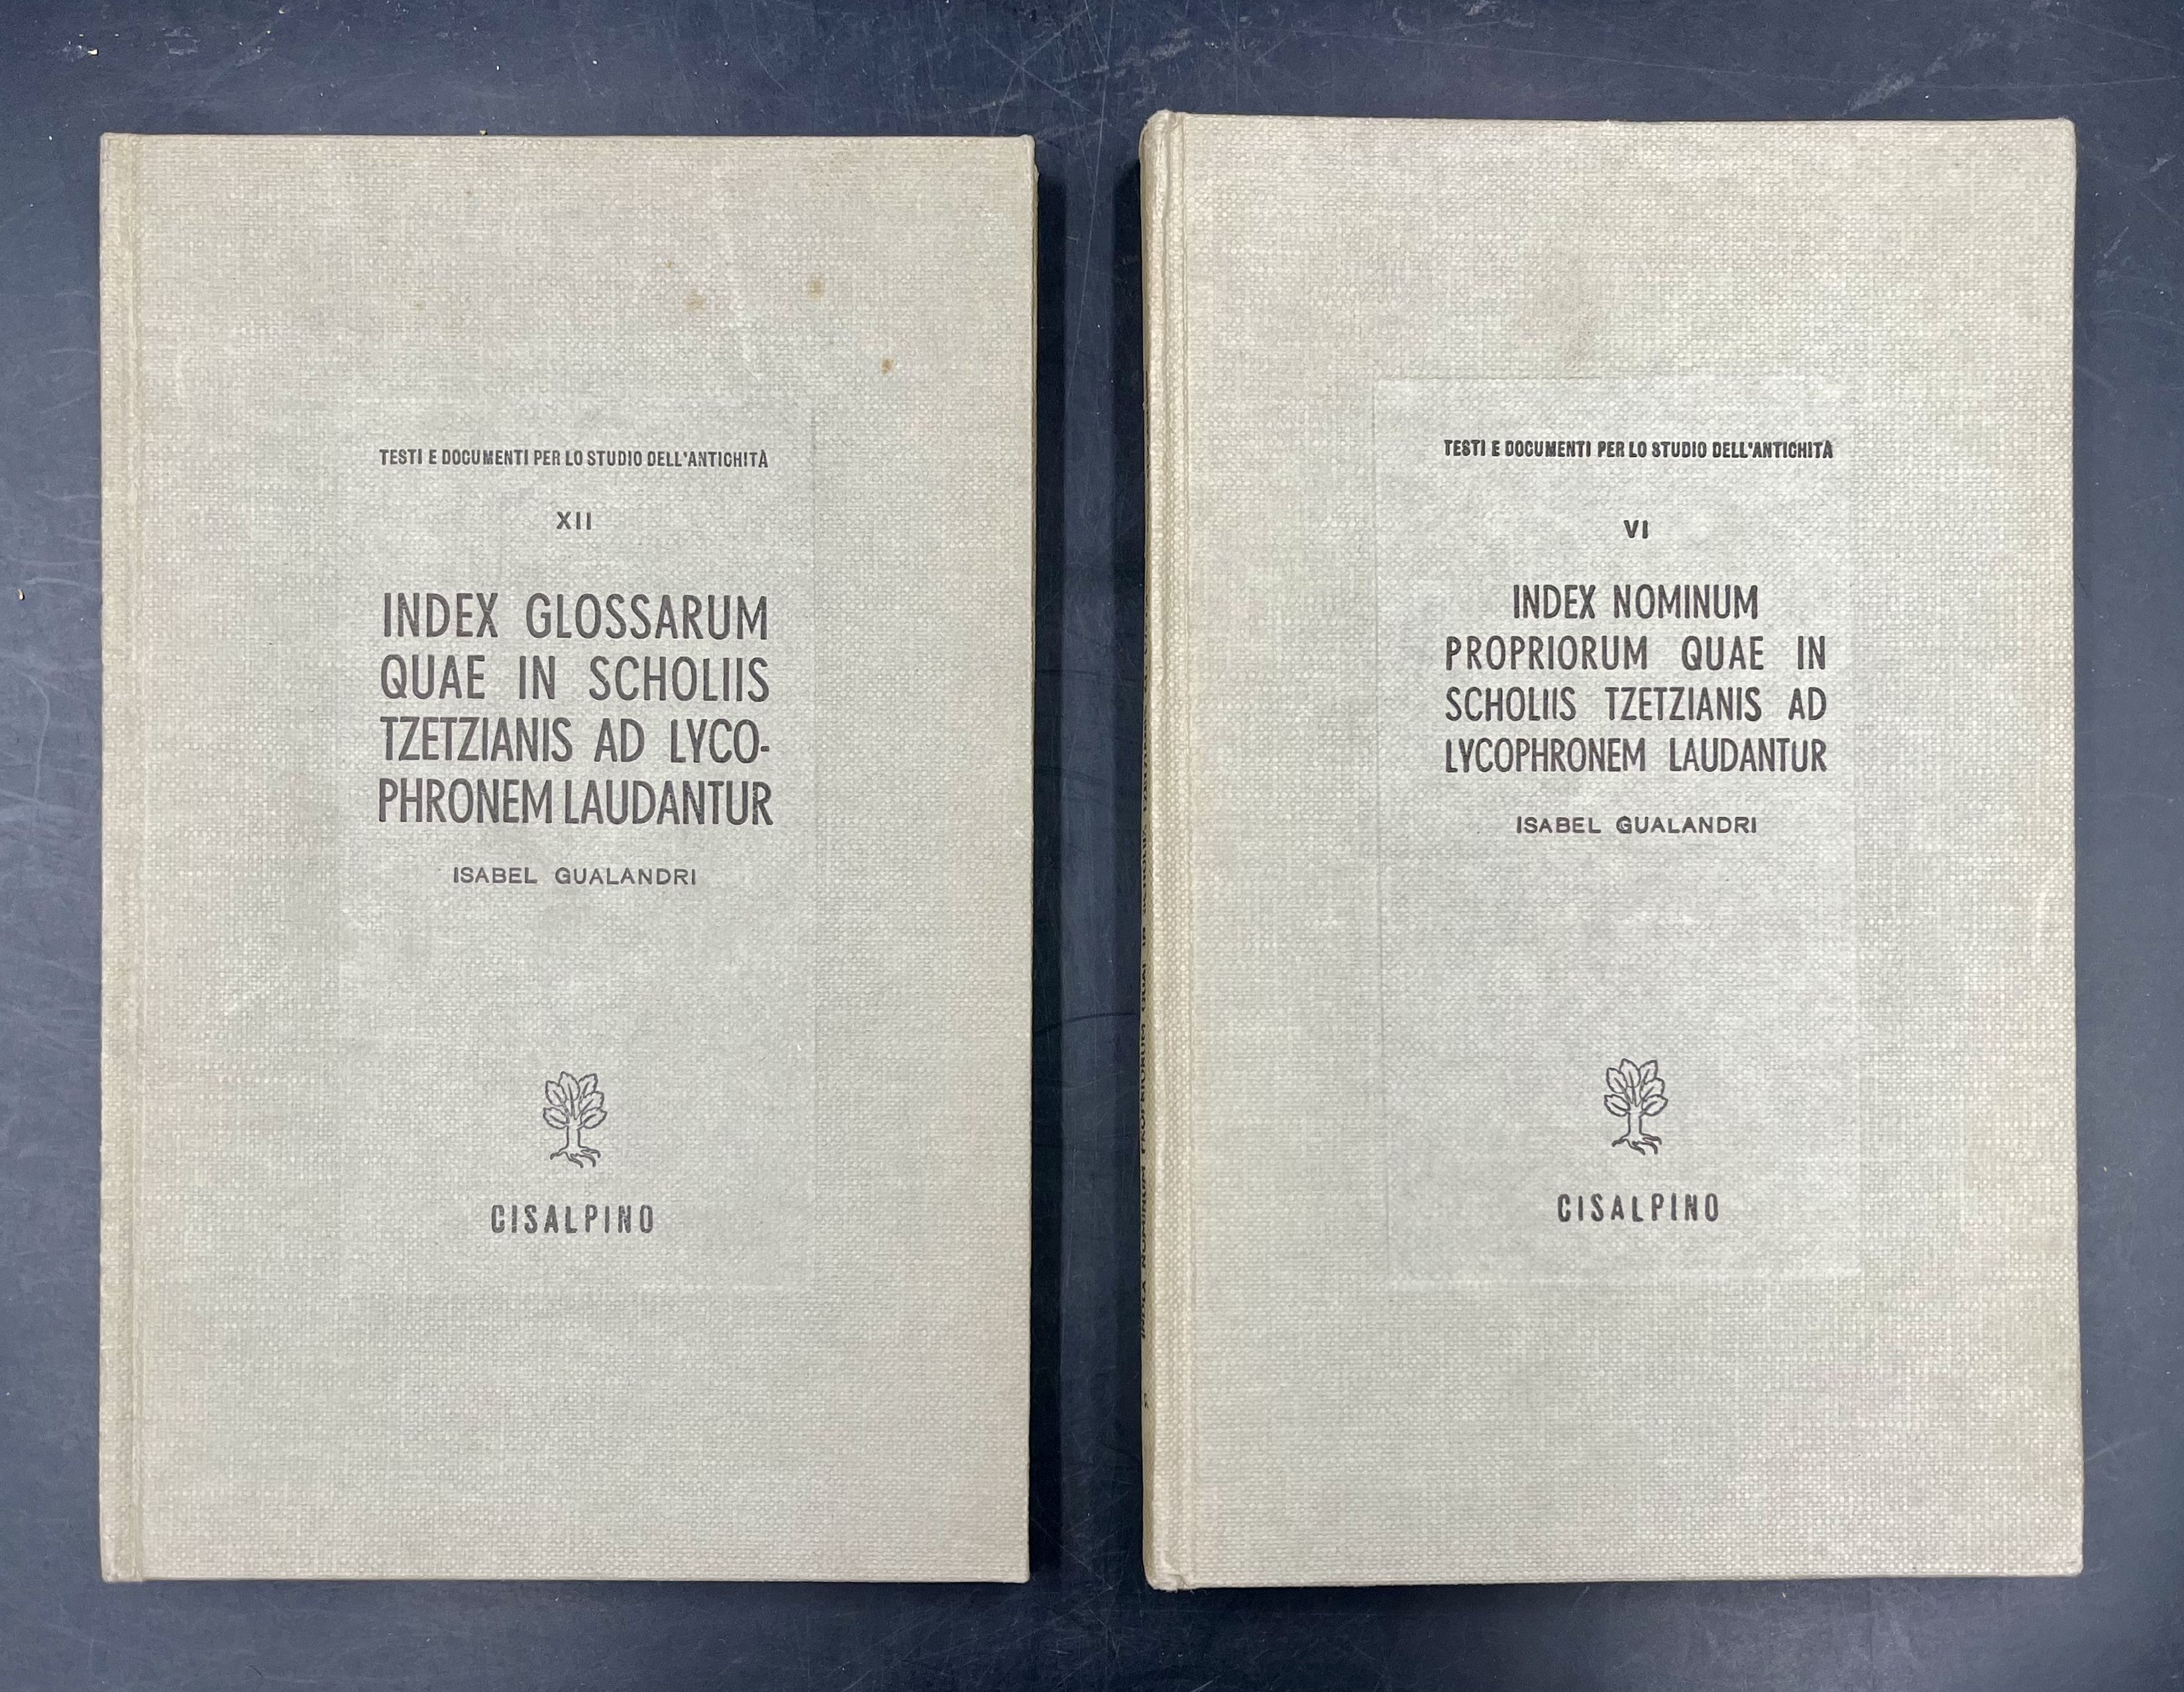 TESTI E DOCUMENTI PER LO STUDIO DELL'ANTICHITÀ
XII
INDEX GLOSSARUM
QUAE IN SCHOLIIS
TZETZIANIS AD LYCO-
PHRONEM LAUDANTUR
ISABEL GUALANDRI
CISALPINO
TESTI E DOCUMENTI PER LO STUDIO DELL'ANTICHITÀ
VI
INDEX NOMINUM
PROPRIORUM QUAE IN
SCHOLIIS TZETZIANIS AD
LYCOPHRONEM LAUDANTUR
ISABEL GUALANDRI
CISALPINO